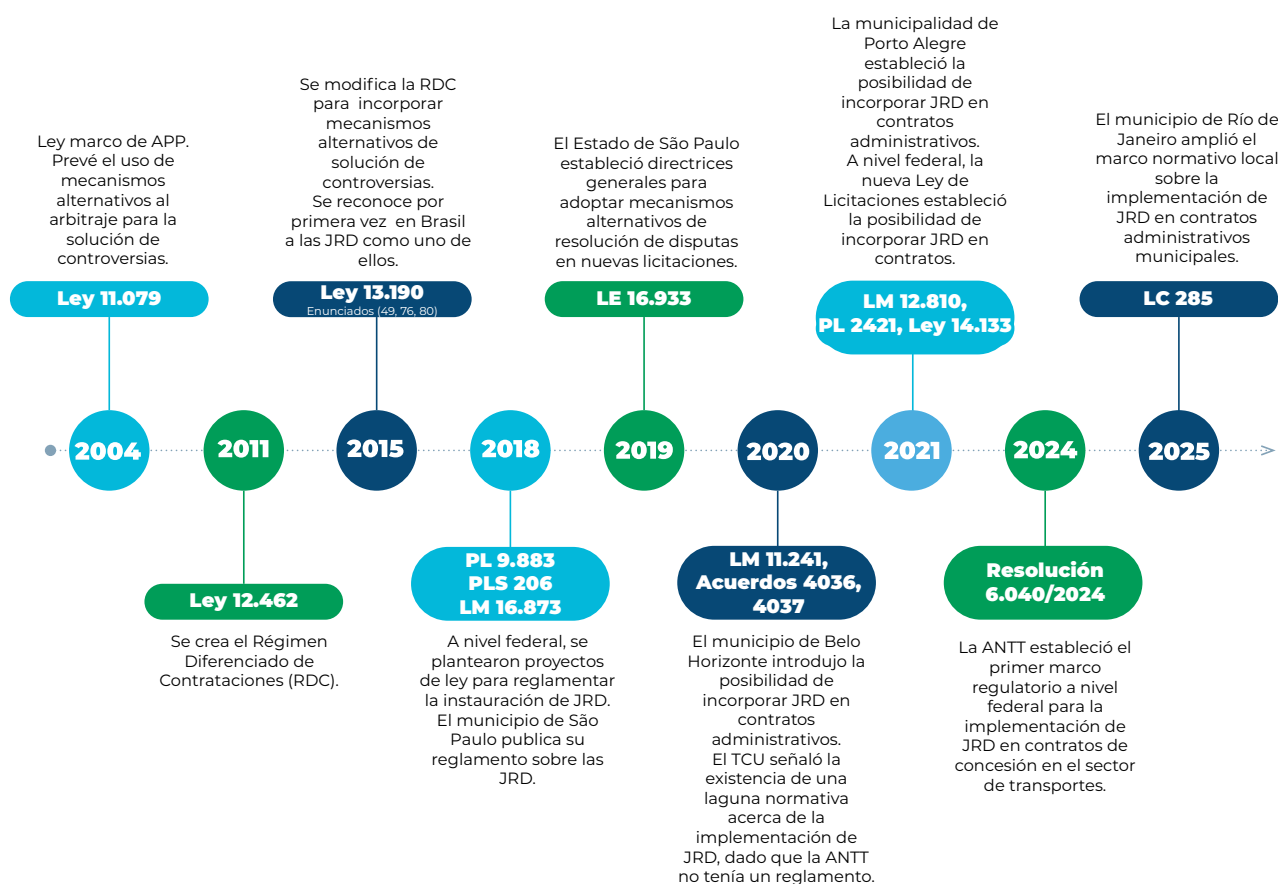 Ley marco de APP.
Prevé el uso de
mecanismos
alternativos al
arbitraje para la
solución de
controversias.
Ley 11.079
2004
2011
Ley 12.462
Se crea el Régimen
Diferenciado de
Contrataciones (RDC).
Se modifica la RDC
para incorporar
mecanismos
alternativos de
solución de
controversias.
Se reconoce por
primera vez en Brasil
a las JRD como uno de
ellos.
Ley 13.190
Enunciados (49, 76, 80)
2015
2018
PL 9.883
PLS 206
LM 16.873
A nivel federal, se
plantearon proyectos
de ley para reglamentar
la instauración de JRD.
El municipio de São
Paulo publica su
reglamento sobre las
JRD.
El Estado de São Paulo
estableció directrices
generales para
adoptar mecanismos
alternativos de
resolución de disputas
en nuevas licitaciones.
LE 16.933
2019
2020
LM 11.241,
Acuerdos 4036,
4037
El municipio de Belo
Horizonte introdujo la
posibilidad de
incorporar JRD en
contratos
administrativos.
El TCU señaló la
existencia de una
laguna normativa
acerca de la
implementación de
JRD, dado que la ANTT
no tenía un reglamento.
La municipalidad de
Porto Alegre
estableció la
posibilidad de
incorporar JRD en
contratos
administrativos.
A nivel federal, la
nueva Ley de
Licitaciones estableció
la posibilidad de
incorporar JRD en
contratos.
LM 12.810,
PL 2421, Ley 14.133
2021
2024
Resolución
6.040/2024
La ANTT estableció el
primer marco
regulatorio a nivel
federal para la
implementación de
JRD en contratos de
concesión en el sector
de transportes.
El municipio de Río de
Janeiro amplió el
marco normativo local
sobre la
implementación de
JRD en contratos
administrativos
municipales.
LC 285
2025